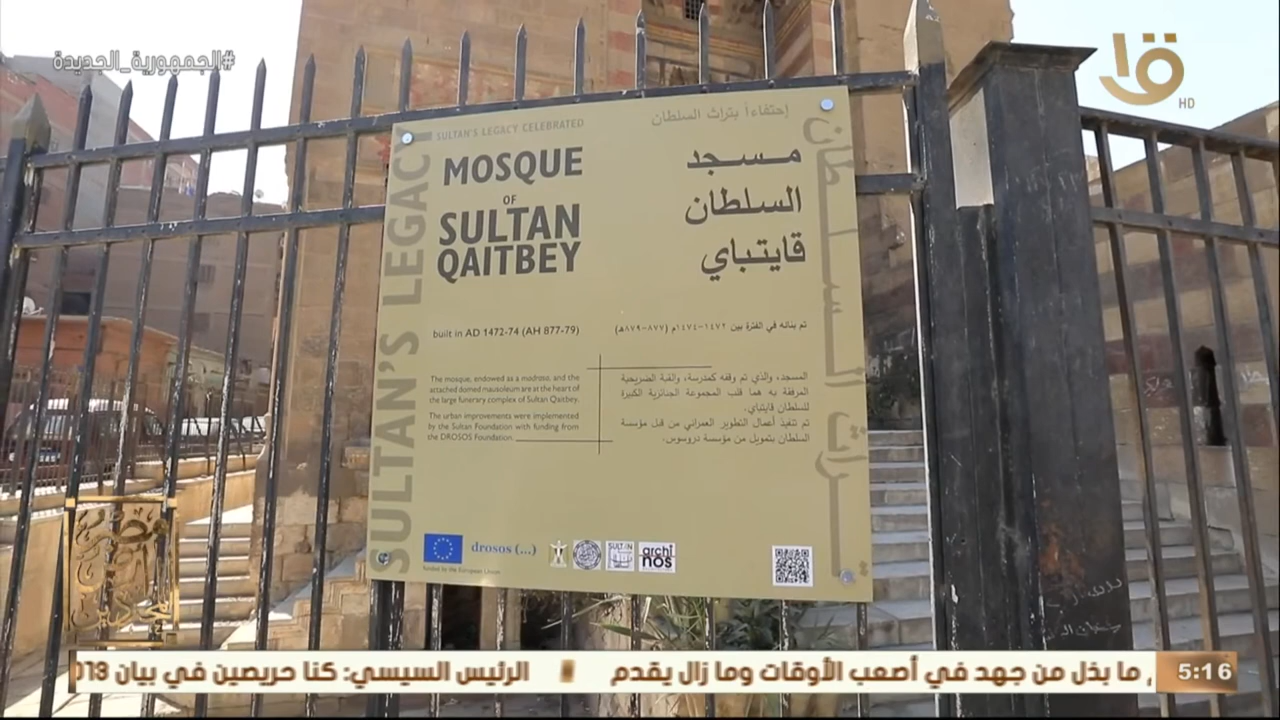 #الجمهورية_الجديدة
ق١
HD
SULTAN'S LEGACY CELEBRATED
إحتفاءاً بتراث السلطان
SULTAN'S LEGACY
تراث السلطان
MOSQUE
OF
SULTAN
QAITBEY
مسجد
السلطان
قايتباي
built in AD 1472-74 (AH 877-79)
تم بنائه في الفترة بين ١٤٧٢-١٤٧٤م (٨٧٧-٨٧٩هـ)
The mosque, endowed as a madrasa, and the
attached domed mausoleum are at the heart of
the large funerary complex of Sultan Qaitbey.
The urban improvements were implemented
by the Sultan Foundation with funding from
the DROSOS Foundation.
المسجد، والذي تم وقفه كمدرسة، والقبة الضريحية
المرفقة به هما قلب المجموعة الجنائزية الكبيرة
للسلطان قايتباي.
تم تنفيذ أعمال التطوير العمراني من قبل مؤسسة
السلطان بتمويل من مؤسسة دروسوس.
drosos (...)
funded by the European Union
SULTAN
archi
nos
مصر
ما بذل من جهد في أصعب الأوقات وما زال يقدم
الرئيس السيسي: كنا حريصين في بيان
5:16